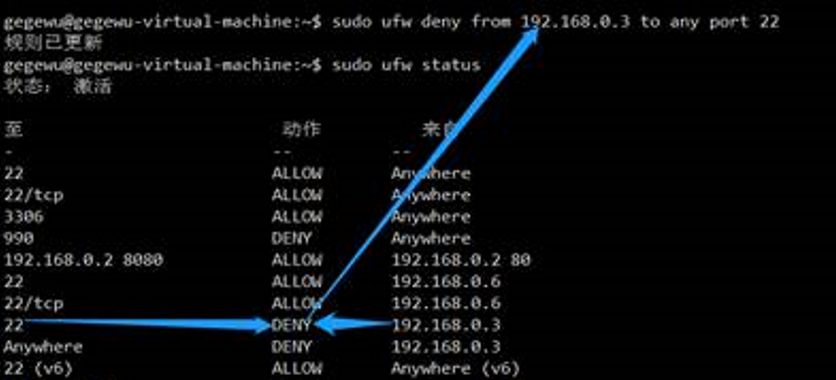 gegewu@gegewu-virtual-machine:~$ sudo ufw deny from 192.168.0.3 to any port 22
规则已更新
gegewu@gegewu-virtual-machine:~$ sudo ufw status
状态： 激活
至 动作 来自
- -- --
22 ALLOW Anywhere
22/tcp ALLOW Anywhere
3306 ALLOW Anywhere
990 DENY Anywhere
192.168.0.2 8080 ALLOW 192.168.0.2 80
22 ALLOW 192.168.0.6
22/tcp ALLOW 192.168.0.6
22 DENY 192.168.0.3
Anywhere DENY 192.168.0.3
22 (v6) ALLOW Anywhere (v6)